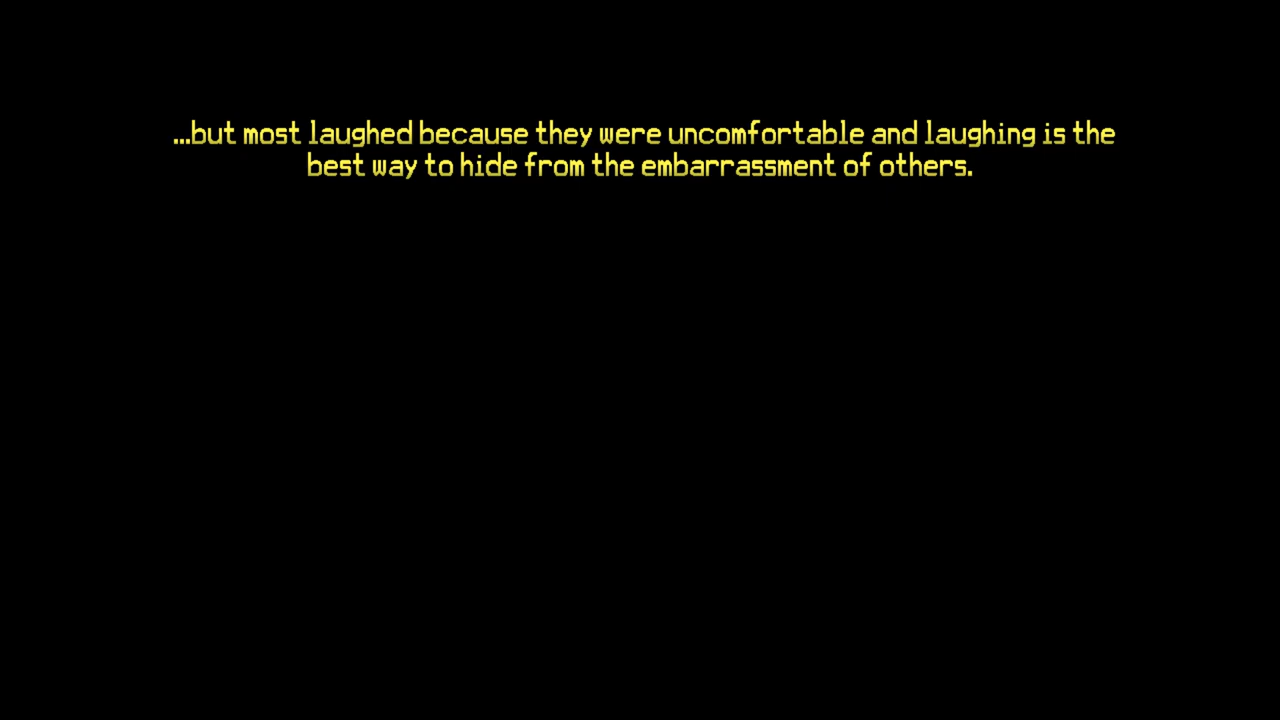 ...but most laughed because they were uncomfortable and laughing is the
best way to hide from the embarrassment of others.